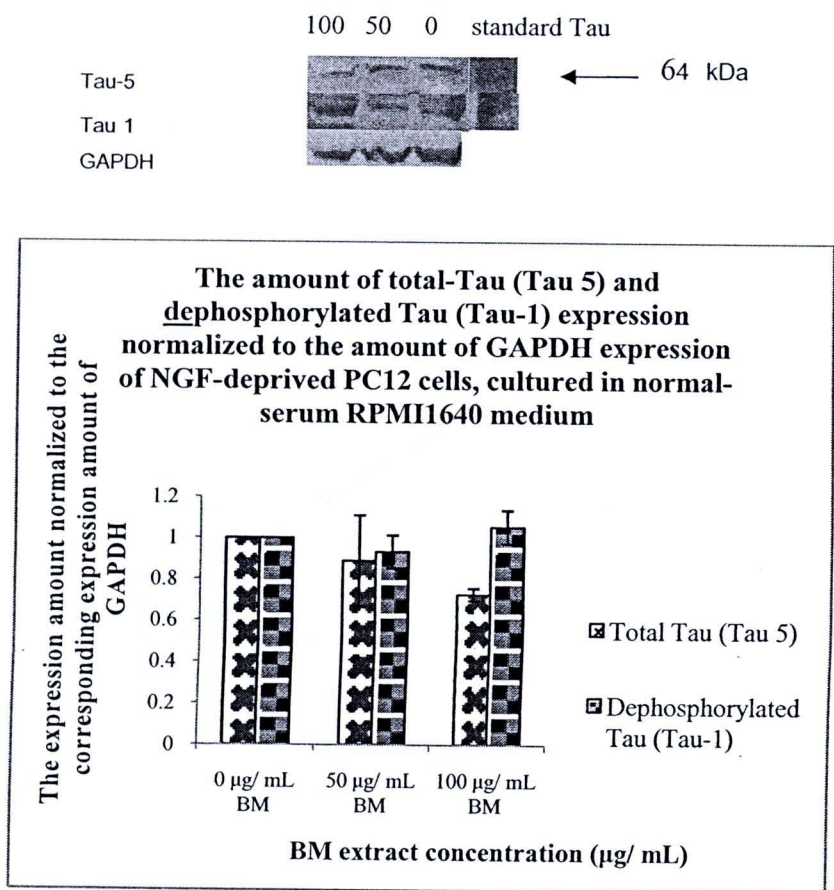 100 50 0 standard Tau
Tau-5
64 kDa
Tau 1
GAPDH
The amount of total-Tau (Tau 5) and
dephosphorylated Tau (Tau-1) expression
normalized to the amount of GAPDH expression
of NGF-deprived PC12 cells, cultured in normal-
serum RPMI1640 medium
The expression amount normalized to the
corresponding expression amount of
GAPDH
1.2
1
0.8
0.6
0.4
0.2
0
0 µg/ mL
BM
50 µg/ mL
BM
100 µg/ mL
BM
BM extract concentration (µg/ mL)
Total Tau (Tau 5)
Dephosphorylated
Tau (Tau-1)